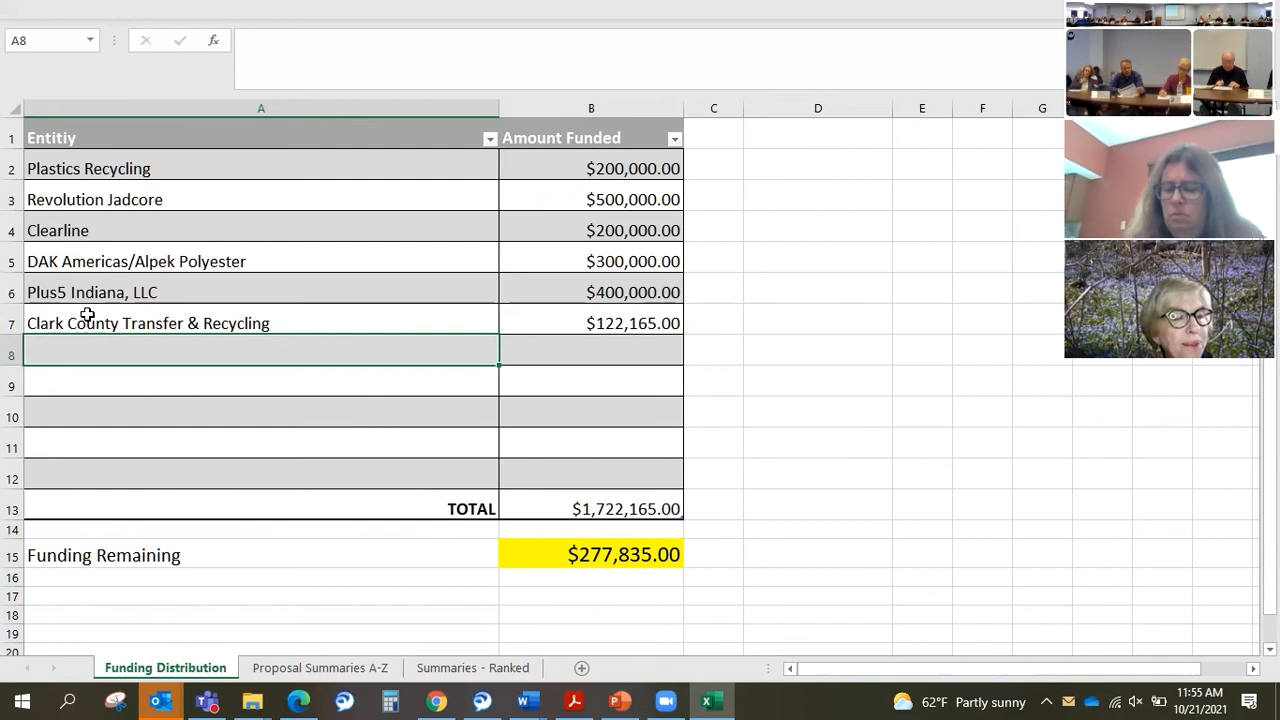 A8
fx
A B C D E F G
1 Entitiy Amount Funded
2 Plastics Recycling $200,000.00
3 Revolution Jadcore $500,000.00
4 Clearline $200,000.00
5 DAK Americas/Alpek Polyester $300,000.00
6 Plus5 Indiana, LLC $400,000.00
7 Clark County Transfer & Recycling $122,165.00
8
9
10
11
12
13 TOTAL $1,722,165.00
14
15 Funding Remaining $277,835.00
16
17
18
19
20
Funding Distribution Proposal Summaries A-Z Summaries - Ranked
62°F Partly sunny 11:55 AM
10/21/2021